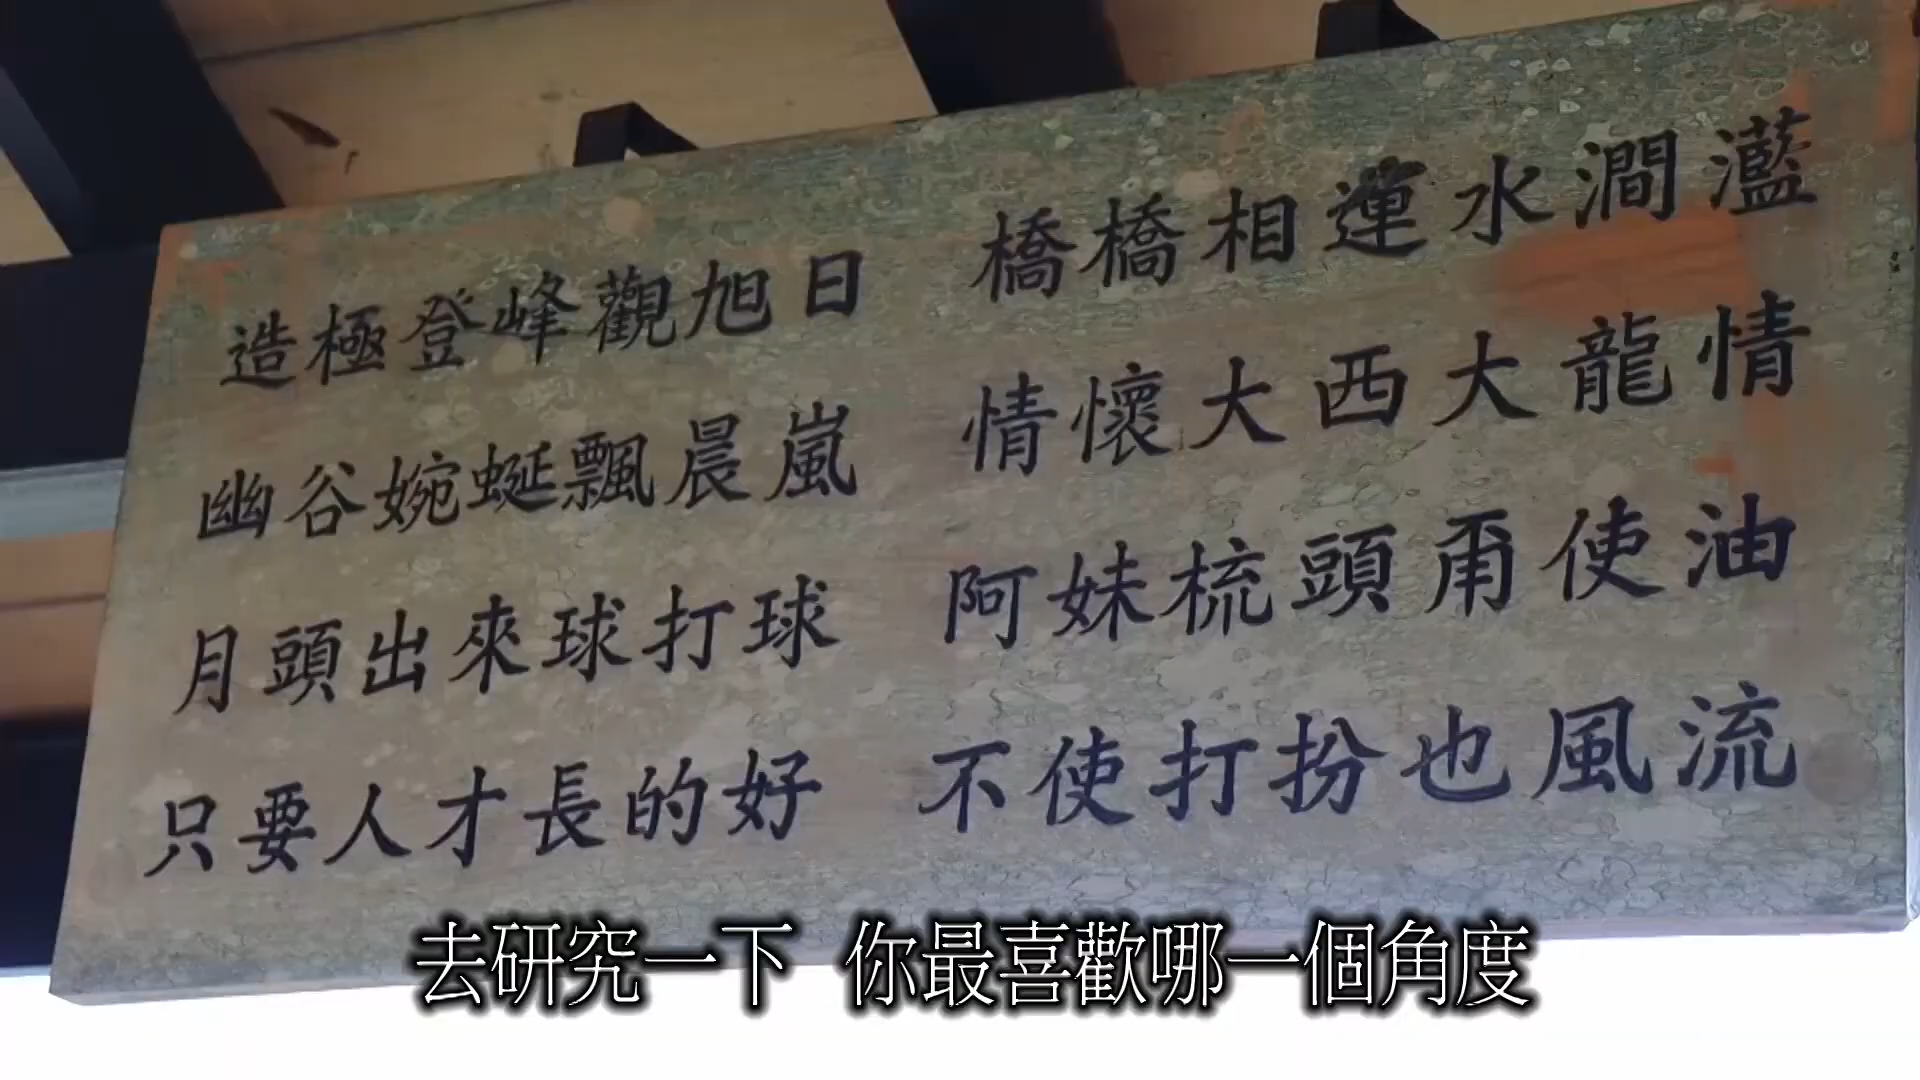 造極登峰觀旭日 橋橋相連水澗灆
幽谷婉蜒飄晨嵐 情懷大西大龍情
月頭出來球打球 阿妹梳頭甭使油
只要人才長的好 不使打扮也風流
去研究一下 你最喜歡哪一個角度